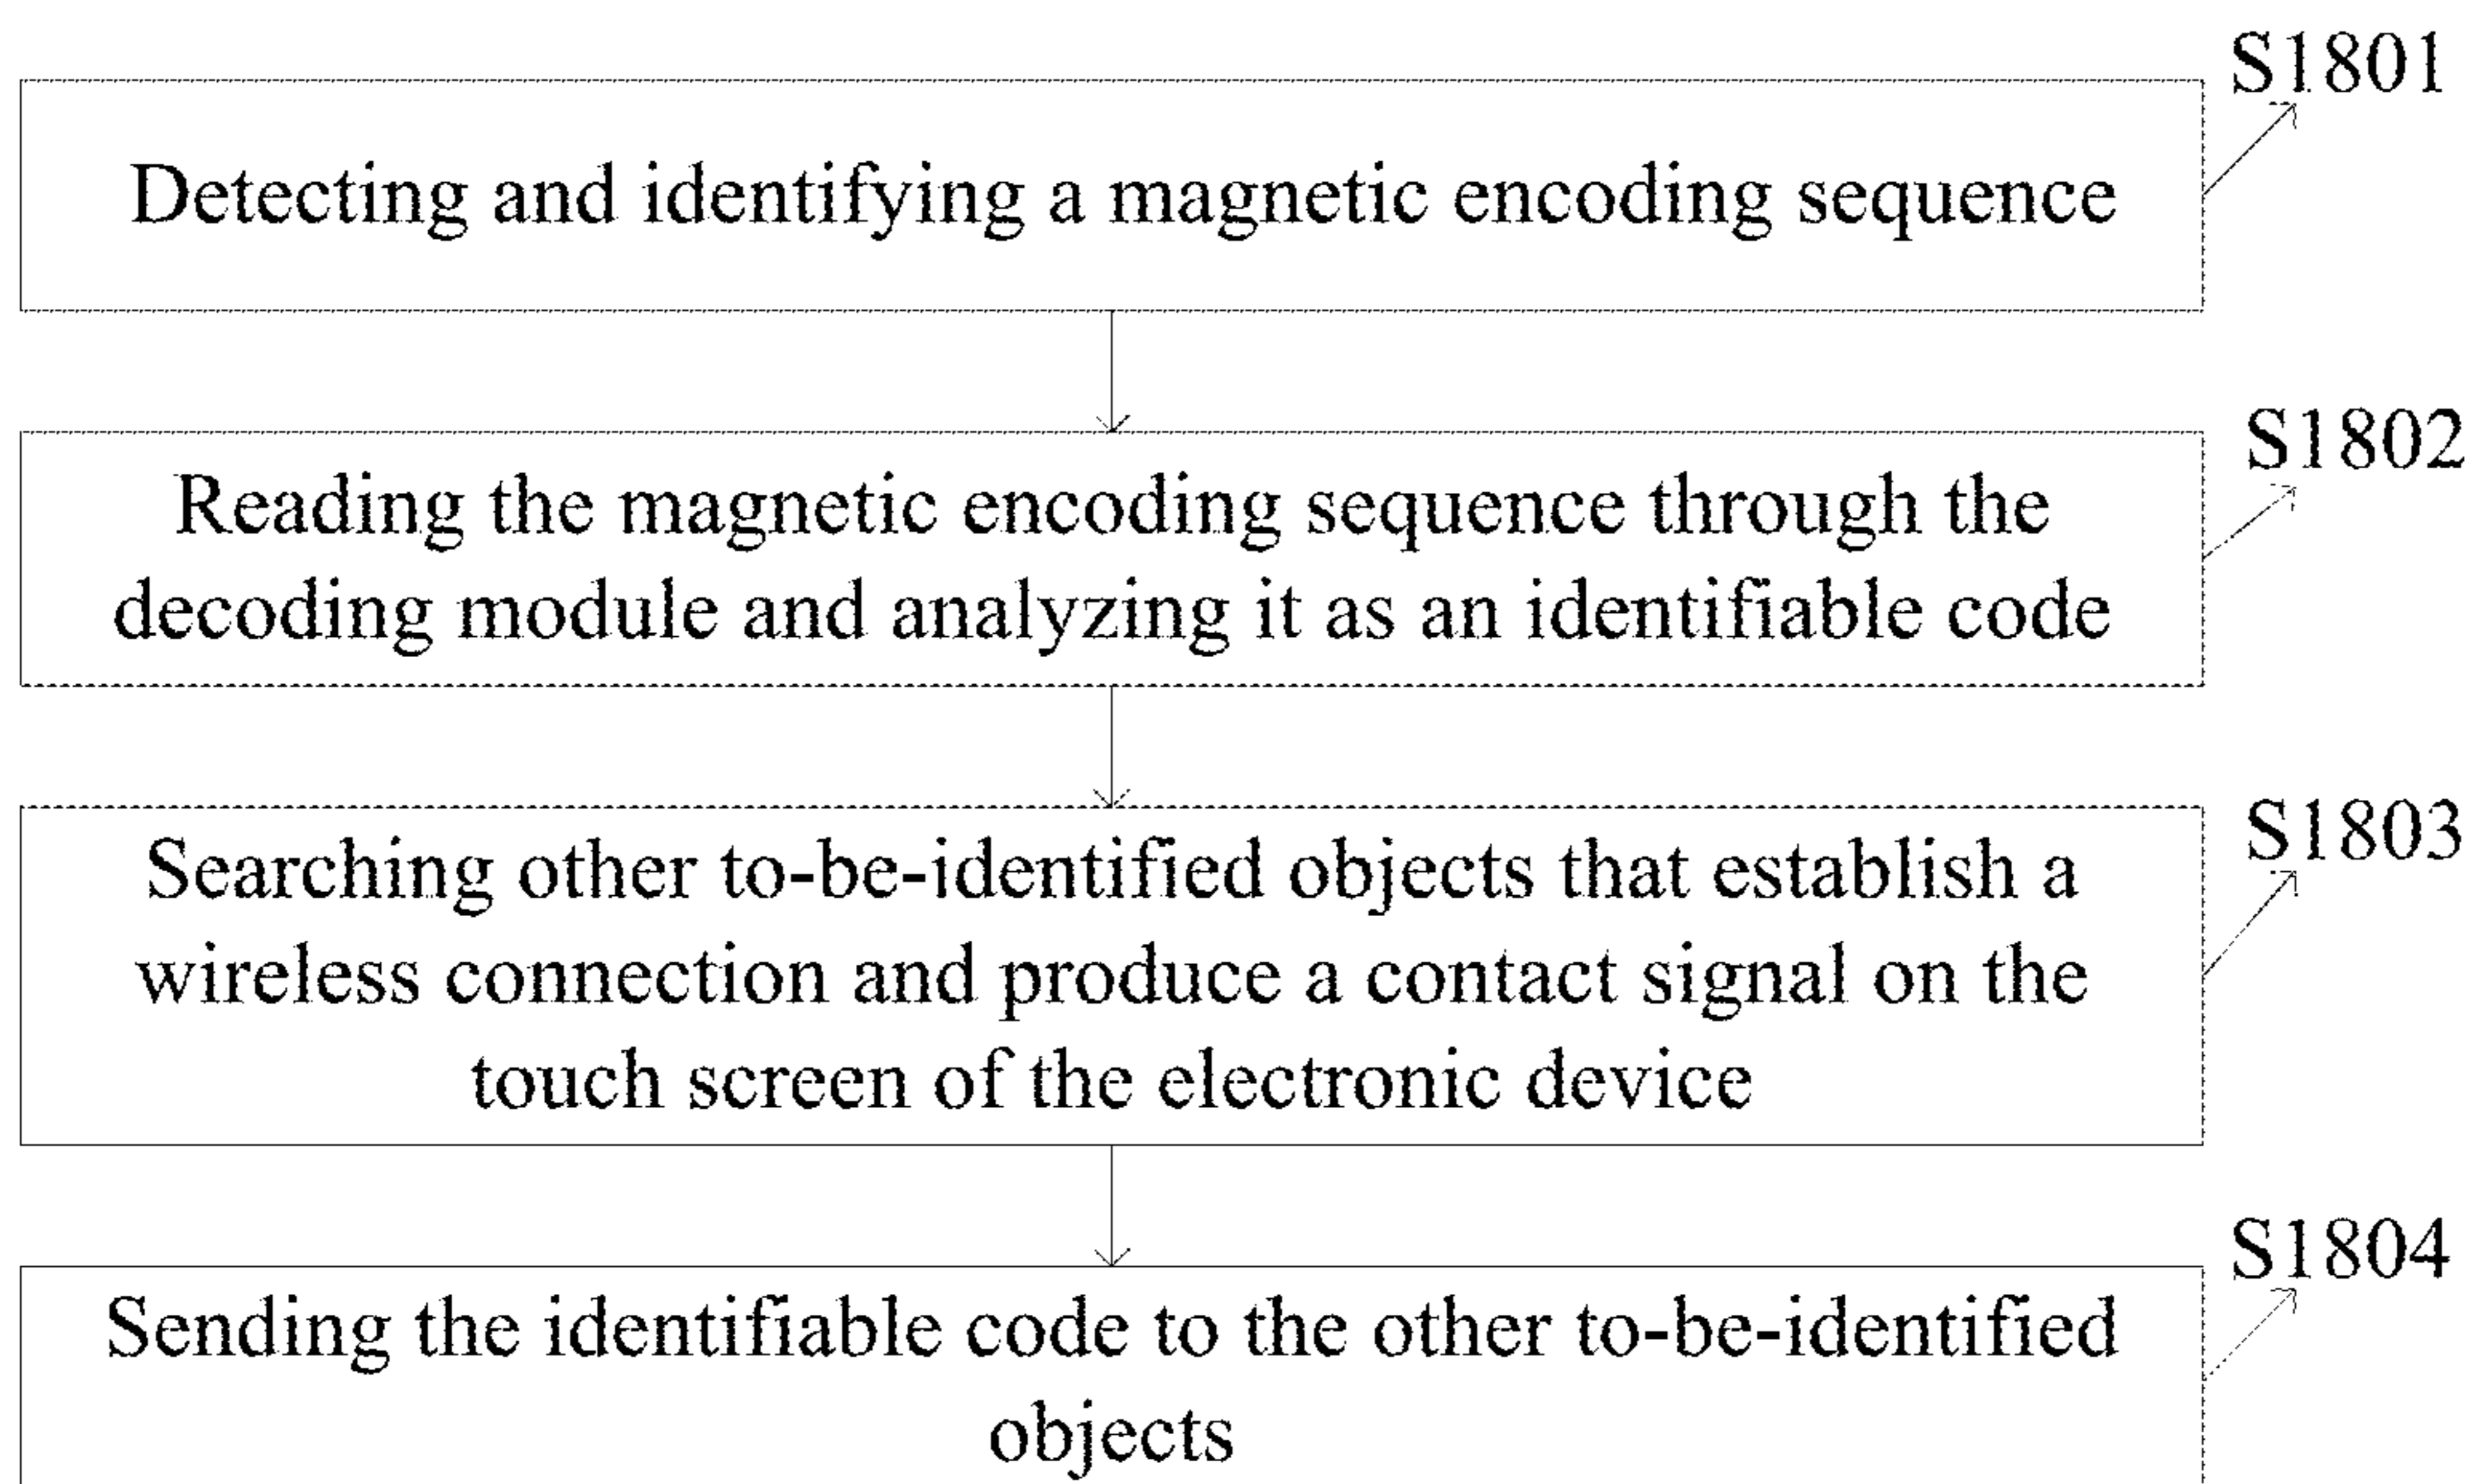 S1801
Detecting and identifying a magnetic encoding sequence
S1802
Reading the magnetic encoding sequence through the
decoding module and analyzing it as an identifiable code
S1803
Searching other to-be-identified objects that establish a
wireless connection and produce a contact signal on the
touch screen of the electronic device
S1804
Sending the identifiable code to the other to-be-identified
objects